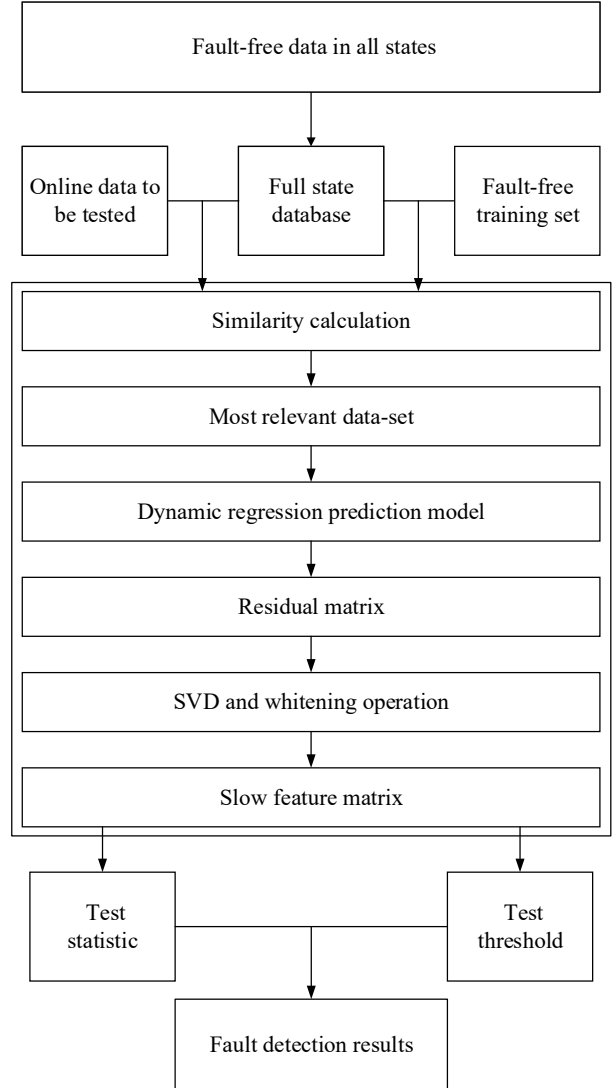 Fault-free data in all states
Online data to
be tested
Full state
database
Fault-free
training set
Similarity calculation
Most relevant data-set
Dynamic regression prediction model
Residual matrix
SVD and whitening operation
Slow feature matrix
Test
statistic
Test
threshold
Fault detection results